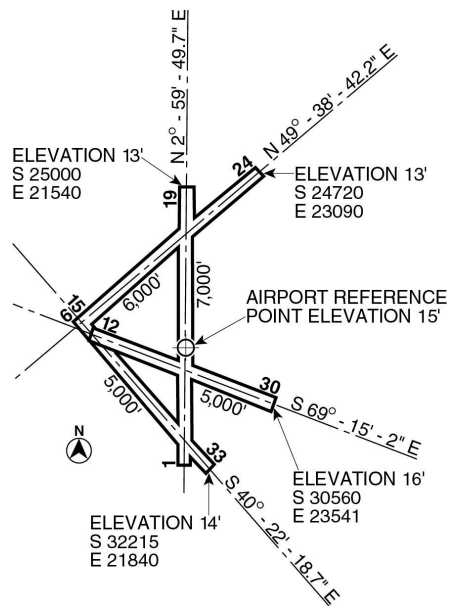 N 2° - 59' - 49.7" E
N 49° - 38' - 42.2" E
ELEVATION 13'
S 25000
E 21540
19
24
ELEVATION 13'
S 24720
E 23090
6,000'
7,000'
15
6
12
AIRPORT REFERENCE
POINT ELEVATION 15'
5,000'
5,000'
30
S 69° - 15' - 2" E
N
1
33
ELEVATION 16'
S 30560
E 23541
ELEVATION 14'
S 32215
E 21840
S 40° - 22' - 18.7" E